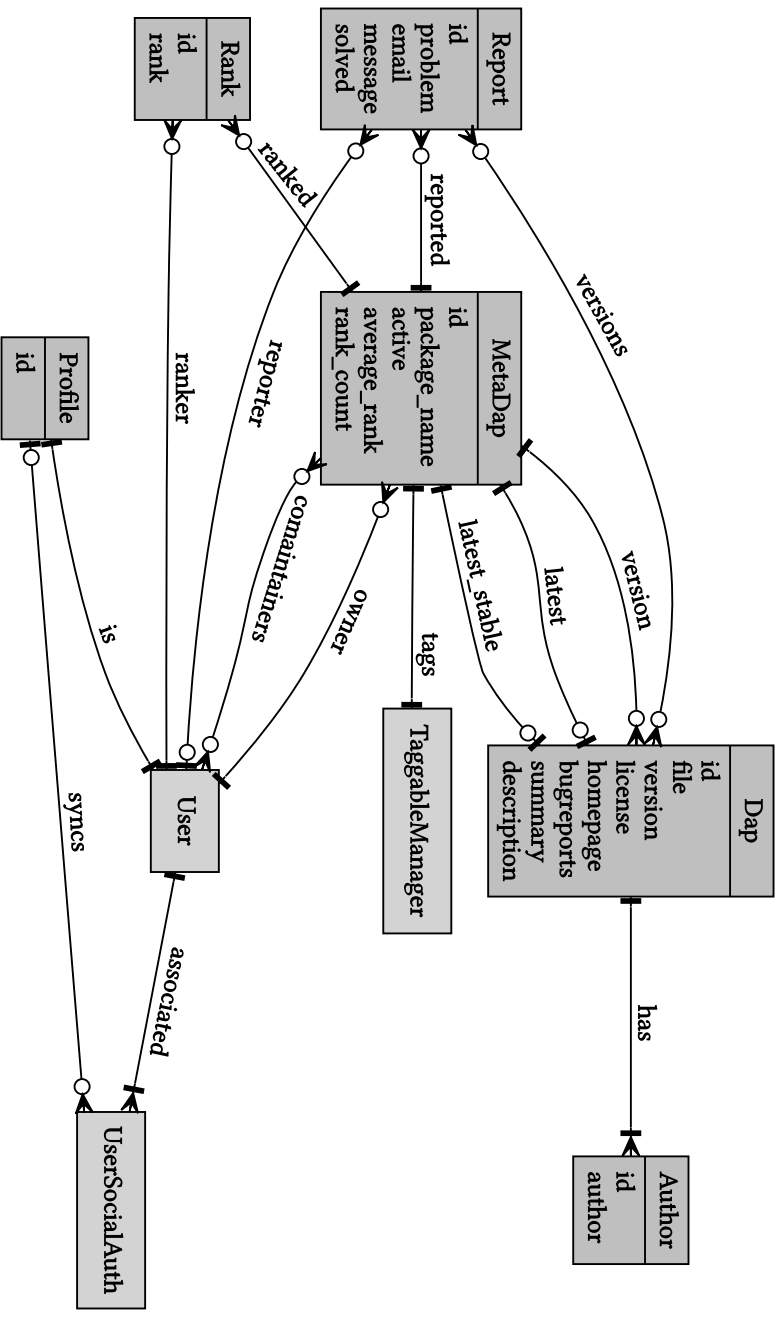 Report
id
problem
email
message
solved
Rank
id
rank
versions
reported
ranked
MetaDap
id
package_name
active
average_rank
rank_count
reporter
ranker
Profile
id
version
latest
latest_stable
tags
owner
comaintainers
is
syncs
Dap
id
file
version
license
homepage
bugreports
summary
description
TaggableManager
User
has
associated
Author
id
author
UserSocialAuth